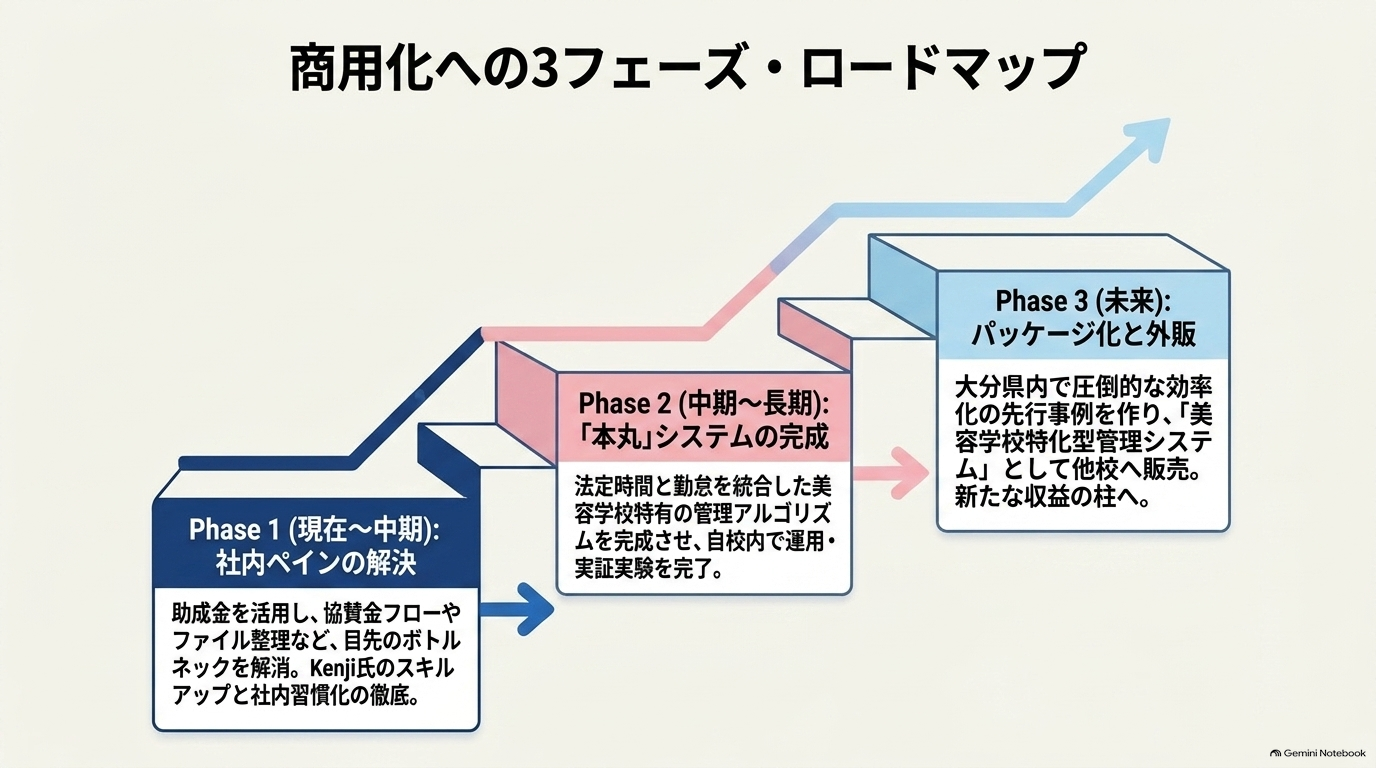 商用化への3フェーズ・ロードマップ
Phase 1 (現在〜中期):
社内ペインの解決
助成金を活用し、協賛金フローや
ファイル整理など、目先のボトル
ネックを解消。Kenji氏のスキル
アップと社内習慣化の徹底。
Phase 2 (中期〜長期):
「本丸」システムの完成
法定時間と勤怠を統合した美
容学校特有の管理アルゴリズ
ムを完成させ、自校内で運用・
実証実験を完了。
Phase 3 (未来):
パッケージ化と外販
大分県内で圧倒的な効率
化の先行事例を作り、「美
容学校特化型管理システ
ム」として他校へ販売。
新たな収益の柱へ。
Gemini Notebook